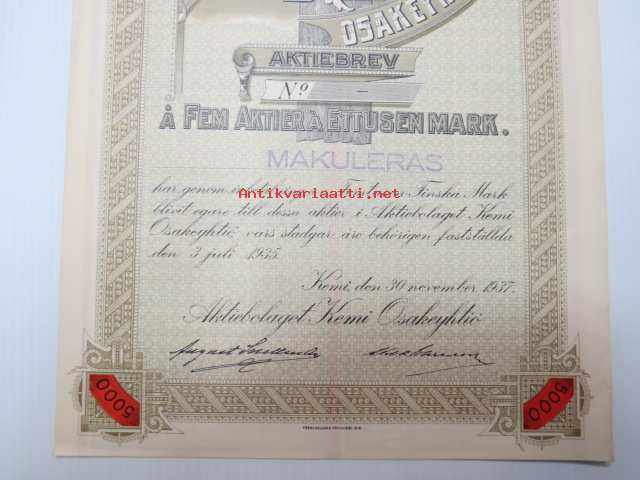 OSAKEYH
AKTIEBREV
No. —
Å FEM AKTIER À ETTUSEN MARK.
MAKULERAS
Antikvariaatti.net
har genom Finska Mark
blivit egare till dessa aktier i Aktiebolaget Kemi
Osakeyhtiö, vars stadgar äro behörigen fastställda
den 3 juli 1935.
Kemi, den 30 november 1937.
Aktiebolaget Kemi Osakeyhtiö
5000
5000